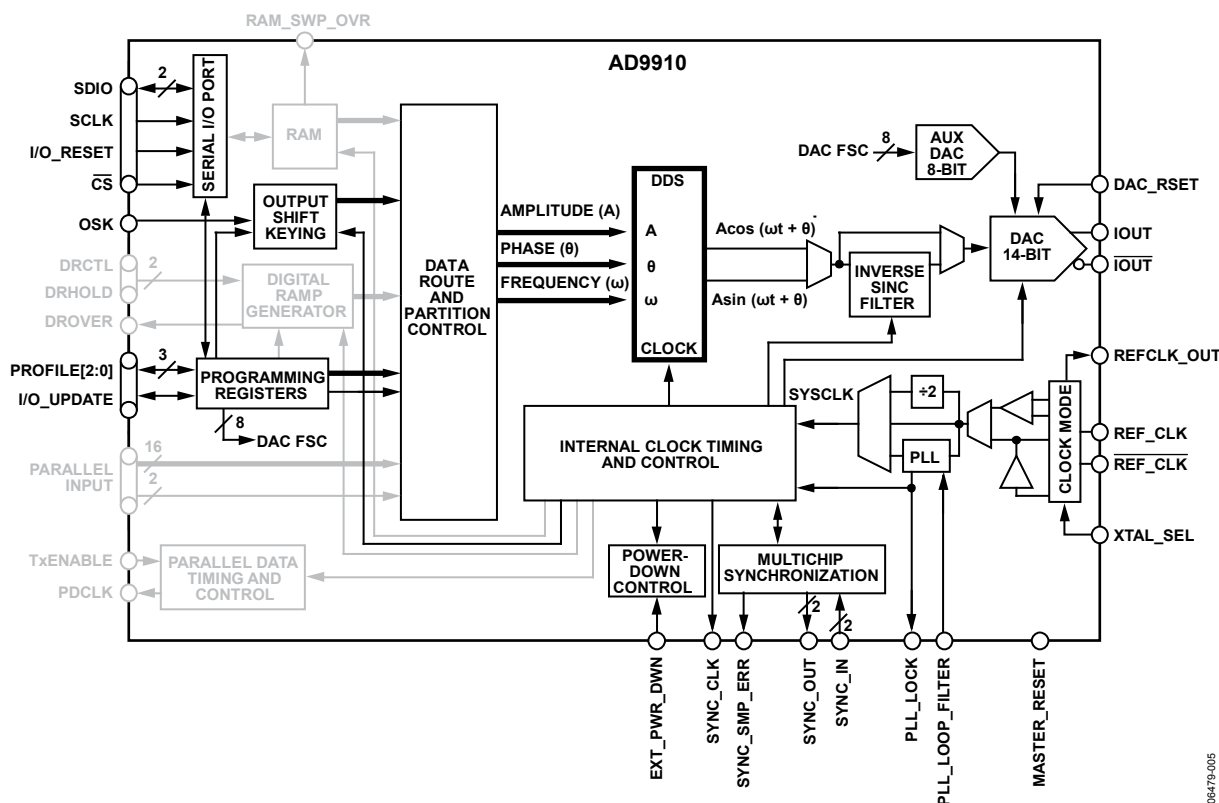 RAM_SWP_OVR
AD9910
SDIO
2
SCLK
I/O_RESET
CS
SERIAL I/O PORT
RAM
OSK
OUTPUT
SHIFT
KEYING
DRCTL
2
DRHOLD
DROVER
DIGITAL
RAMP
GENERATOR
PROFILE[2:0]
3
I/O_UPDATE
PROGRAMMING
REGISTERS
8
DAC FSC
PARALLEL
INPUT
16
2
TxENABLE
PDCLK
PARALLEL DATA
TIMING AND
CONTROL
DATA
ROUTE
AND
PARTITION
CONTROL
AMPLITUDE (A)
PHASE (θ)
FREQUENCY (ω)
DDS
A
θ
ω
CLOCK
Acos (ωt + θ)
Asin (ωt + θ)
INVERSE
SINC
FILTER
DAC FSC
8
AUX
DAC
8-BIT
DAC
14-BIT
DAC_RSET
IOUT
IOUT
REFCLK_OUT
REF_CLK
REF_CLK
XTAL_SEL
CLOCK MODE
SYSCLK
÷2
PLL
INTERNAL CLOCK TIMING
AND CONTROL
POWER-
DOWN
CONTROL
MULTICHIP
SYNCHRONIZATION
2
2
EXT_PWR_DWN
SYNC_CLK
SYNC_SMP_ERR
SYNC_OUT
SYNC_IN
PLL_LOCK
PLL_LOOP_FILTER
MASTER_RESET
06479-005